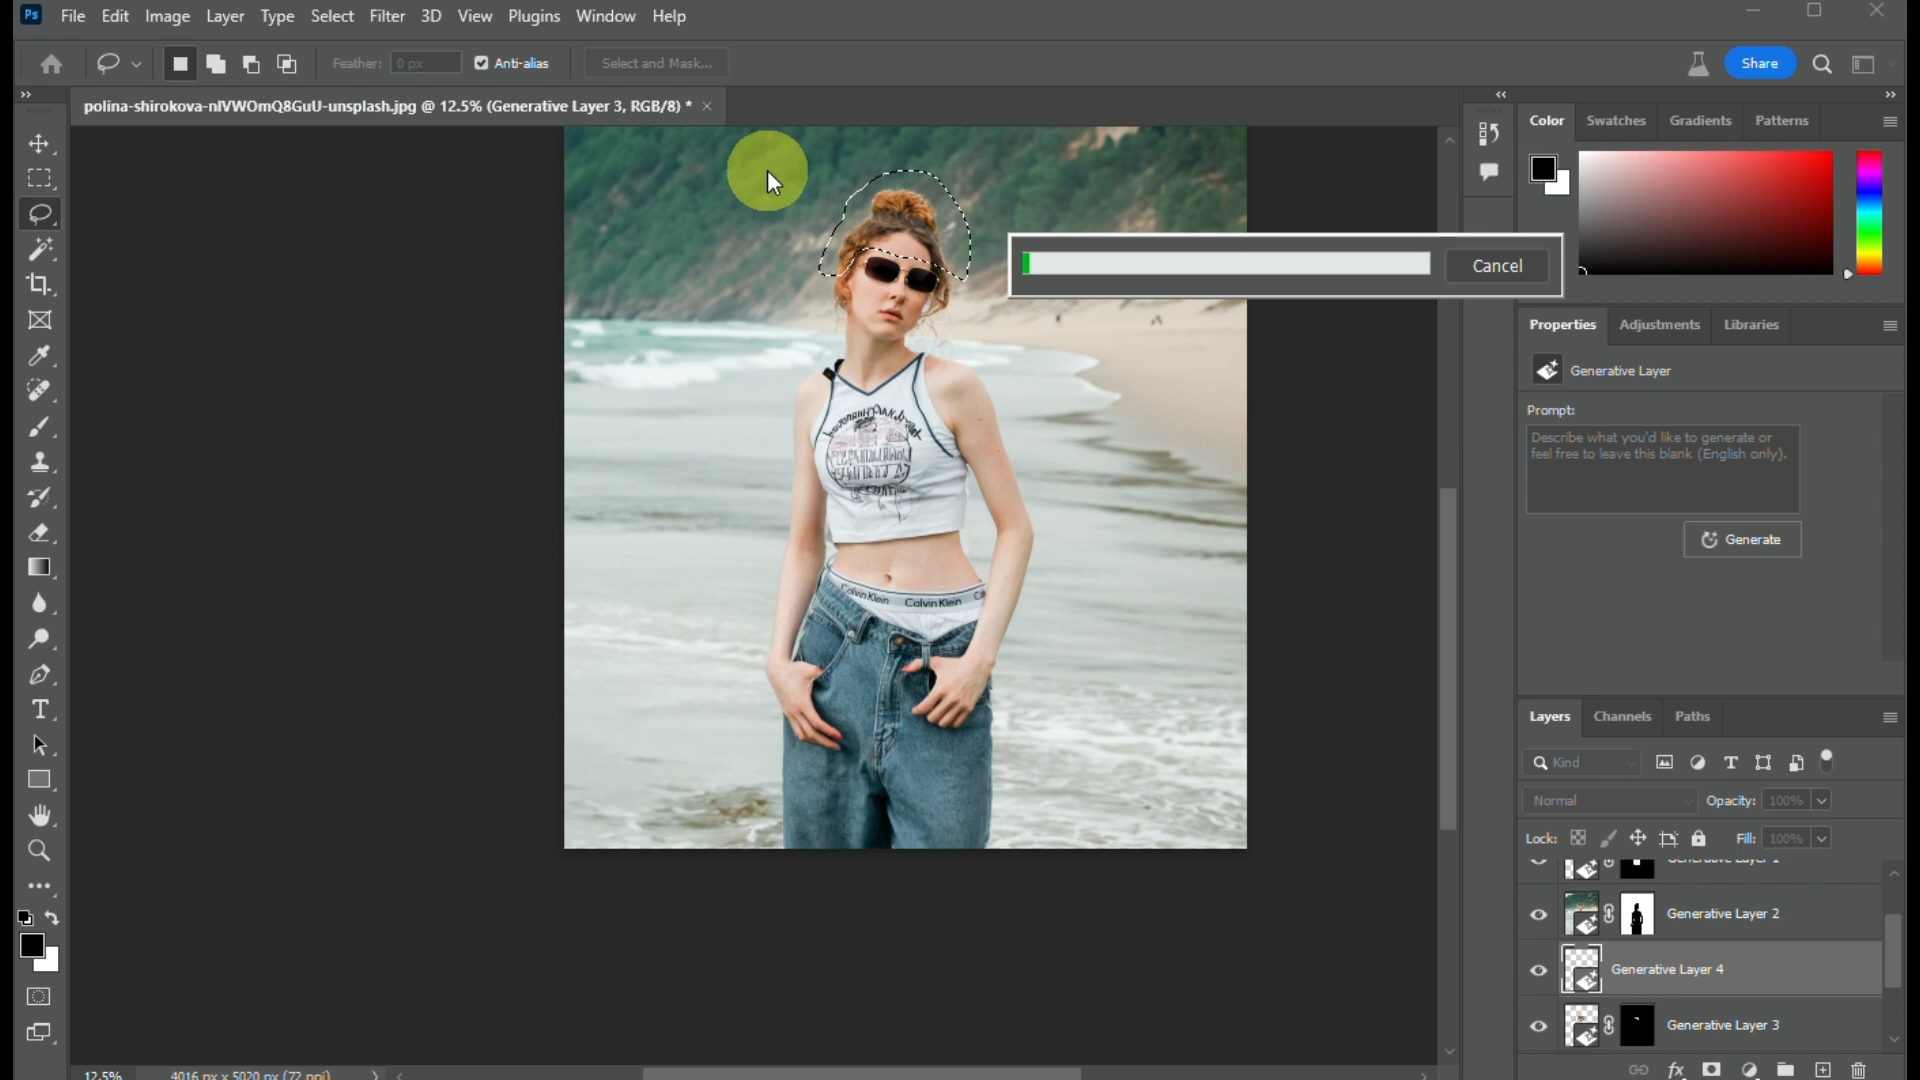 Ps File Edit Image Layer Type Select Filter 3D View Plugins Window Help
Feather: 0 px Anti-alias Select and Mask... Share
polina-shirokova-nIVWOmQ8GuU-unsplash.jpg @ 12.5% (Generative Layer 3, RGB/8) *
Color Swatches Gradients Patterns
Cancel
Properties Adjustments Libraries
Generative Layer
Prompt:
Describe what you'd like to generate or
feel free to leave this blank (English only).
Generate
Calvin Klein Calvin Klein
Layers Channels Paths
Kind
Normal Opacity: 100%
Lock: Fill: 100%
Generative Layer 1
Generative Layer 2
Generative Layer 4
Generative Layer 3
12.5% 4016 px x 5020 px (72 ppi)